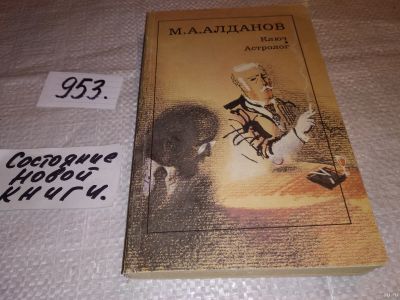 М.А.АЛДАНОВ
Ключ
Астролог
953.
Состояние
новой
книги.